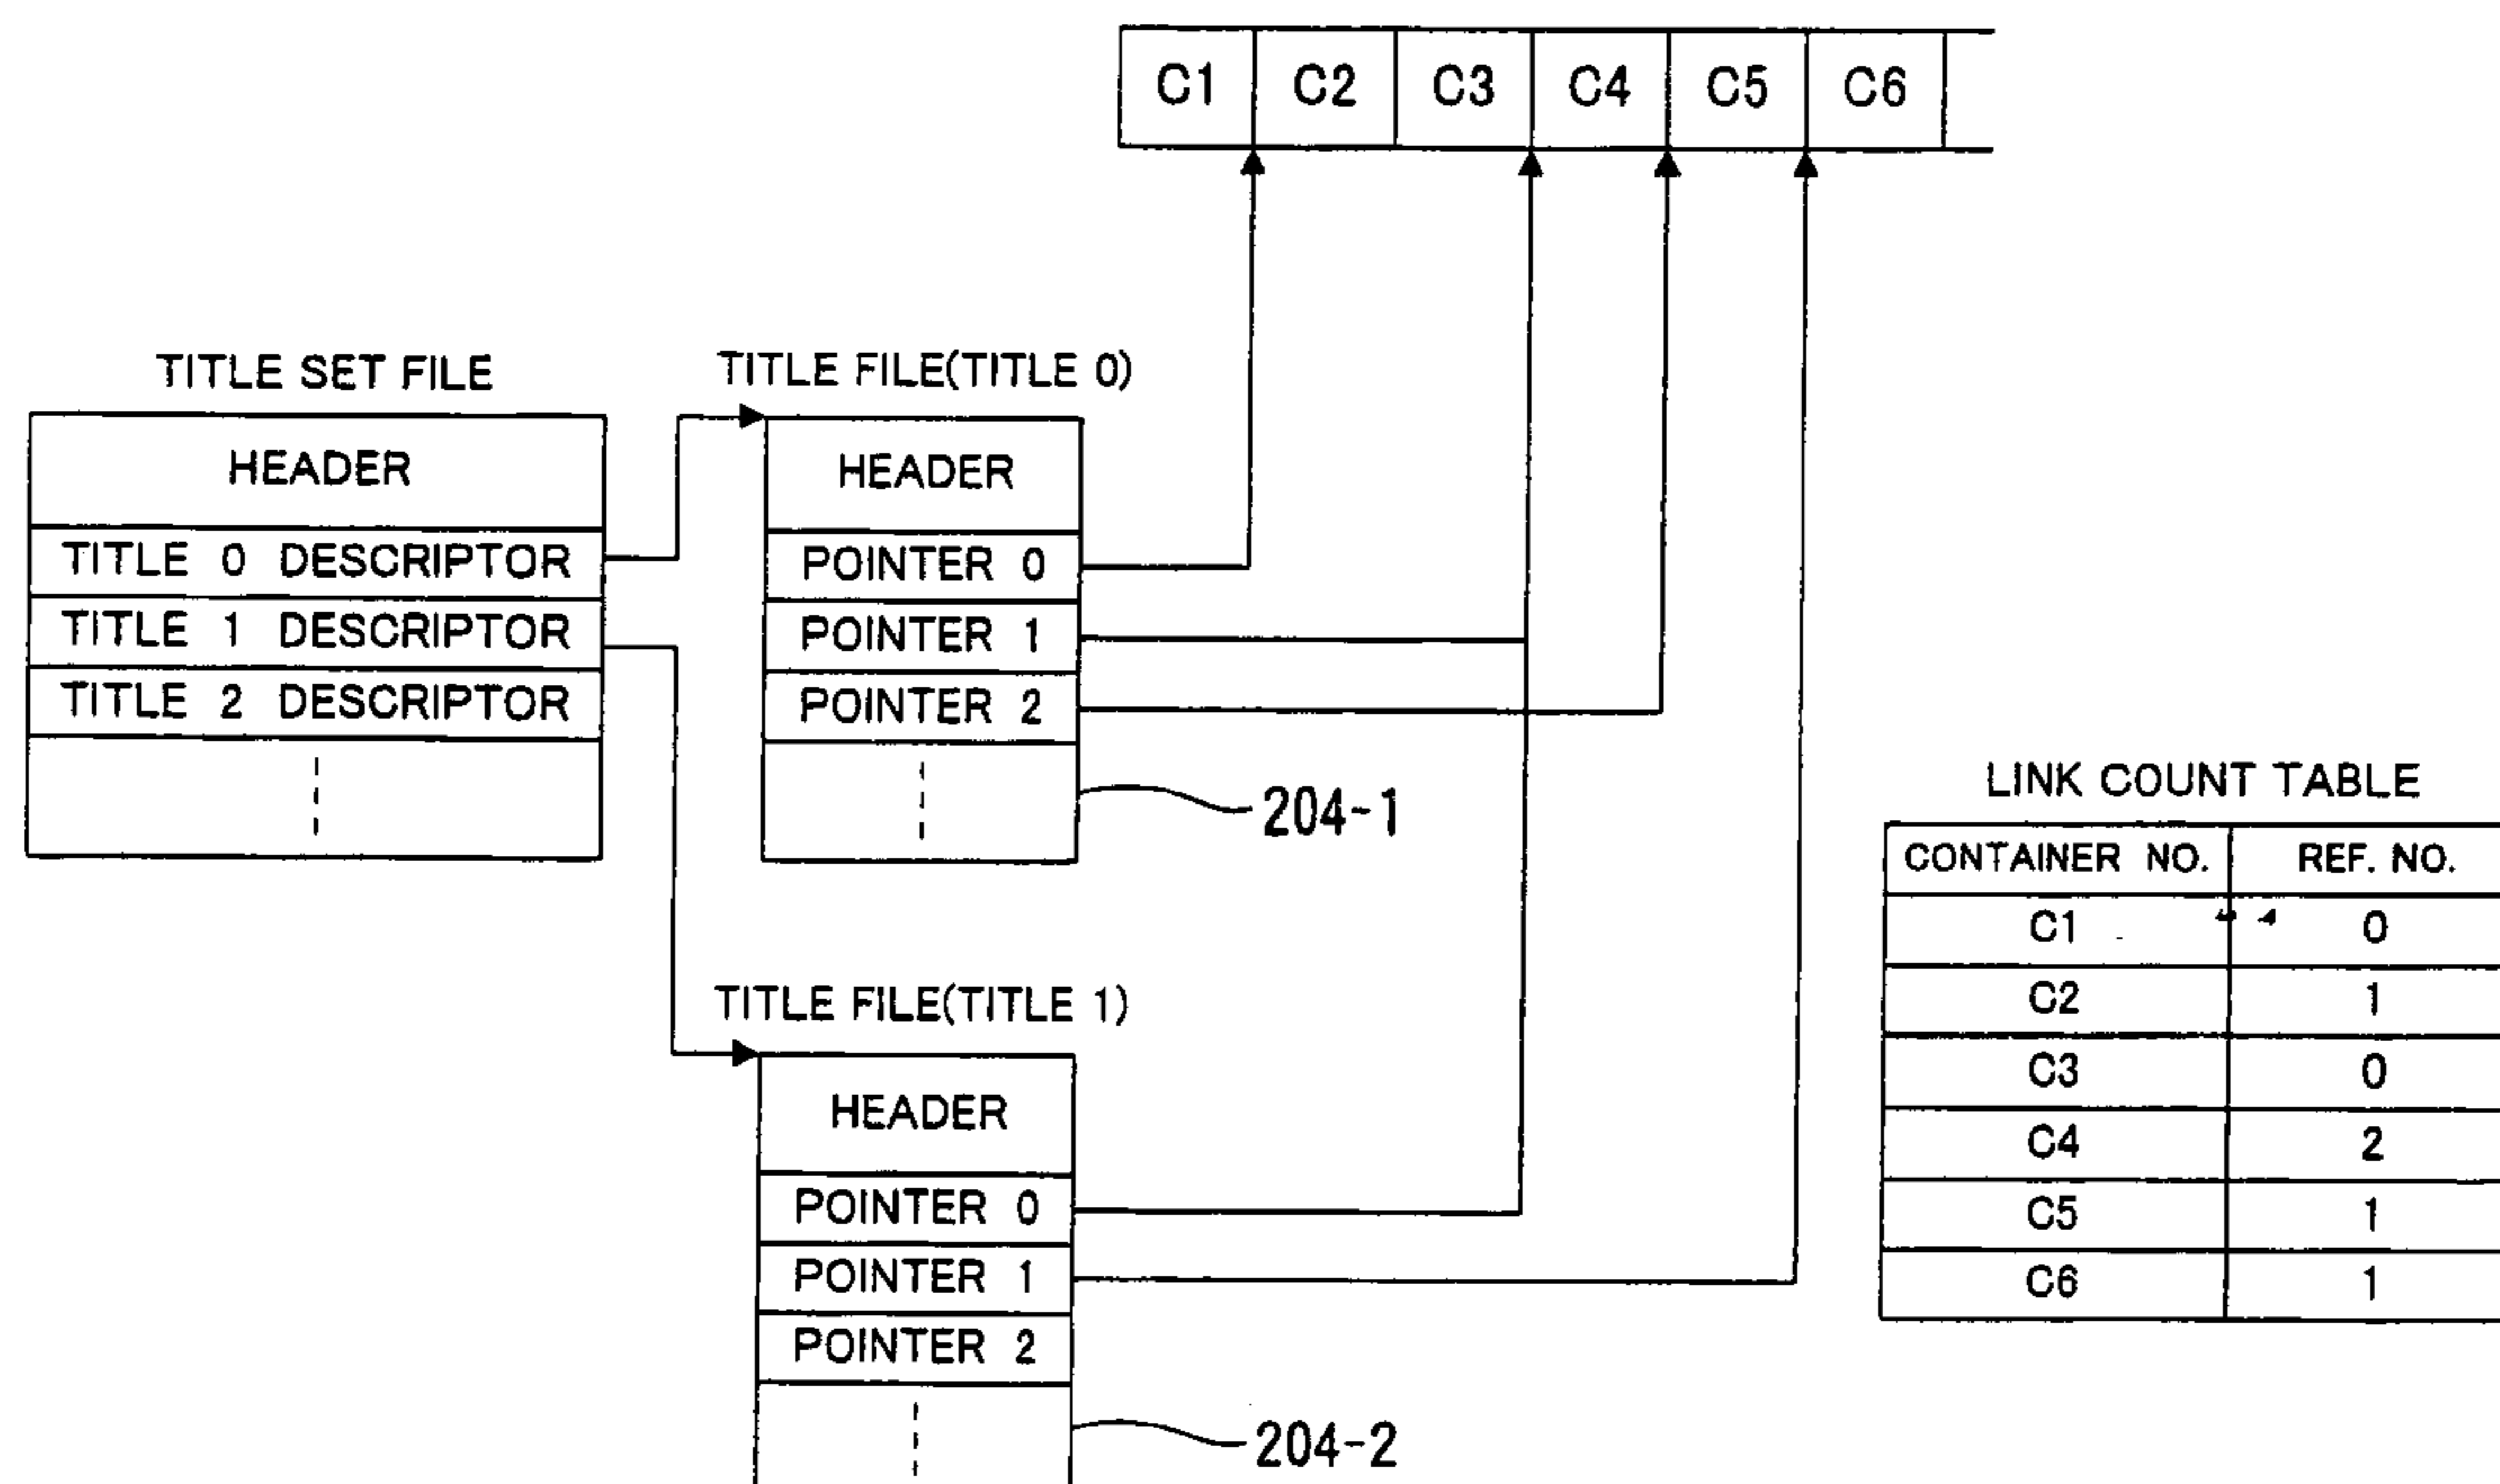 C1 C2 C3 C4 C5 C6
TITLE SET FILE
HEADER
TITLE 0 DESCRIPTOR
TITLE 1 DESCRIPTOR
TITLE 2 DESCRIPTOR
TITLE FILE(TITLE 0)
HEADER
POINTER 0
POINTER 1
POINTER 2
204-1
TITLE FILE(TITLE 1)
HEADER
POINTER 0
POINTER 1
POINTER 2
204-2
LINK COUNT TABLE
CONTAINER NO. REF. NO.
C1 0
C2 1
C3 0
C4 2
C5 1
C6 1